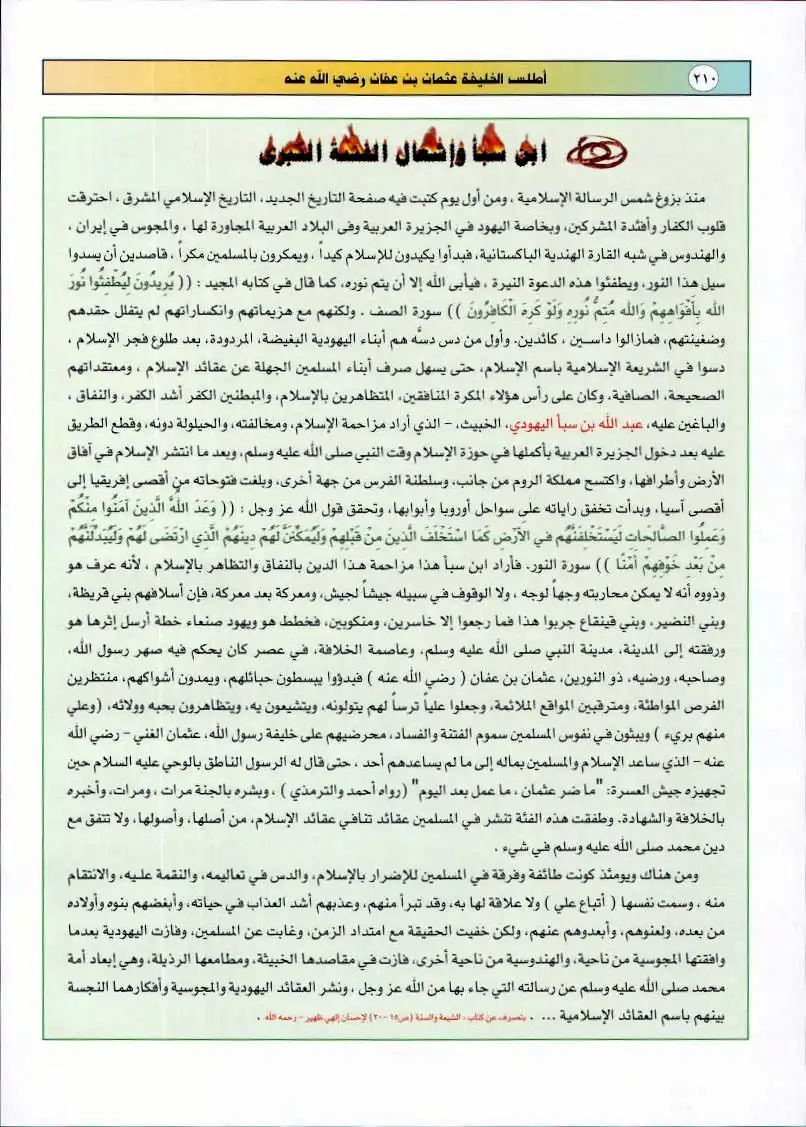 ٢١٠
أطلس الخليفة عثمان بن عفان رضي الله عنه
ابن سبأ وإشعال الفتنة الكبرى
منذ بزوغ شمس الرسالة الإسلامية ، ومن أول يوم كتبت فيه صفحة التاريخ الجديد، التاريخ الإسلامي المشرق ، احترقت
قلوب الكفار وأفئدة المشركين، وبخاصة اليهود في الجزيرة العربية وفى البلاد العربية المجاورة لها ، والمجوس في إيران ،
والهندوس في شبه القارة الهندية الباكستانية، فبدأوا يكيدون للإسلام كيداً ، ويمكرون بالمسلمين مكراً ، قاصدين أن يسدوا
سيل هذا النور، ويطفئوا هذه الدعوة النيرة ، فيأبى الله إلا أن يتم نوره، كما قال في كتابه المجيد : (( يُرِيدُونَ لِيُطْفِئُوا نُورَ
الله بِأَفْوَاهِهِمْ وَالله مُتِمُّ نُورِهِ وَلَوْ كَرِهَ الْكَافِرُونَ )) سورة الصف . ولكنهم مع هزيماتهم وانكساراتهم لم يتفلل حقدهم
وضغينتهم، فمازالوا داسين ، كائدين. وأول من دس دسَّه هم أبناء اليهودية البغيضة، المردودة، بعد طلوع فجر الإسلام ،
دسوا في الشريعة الإسلامية باسم الإسلام، حتى يسهل صرف أبناء المسلمين الجهلة عن عقائد الإسلام ، ومعتقداتهم
الصحيحة، الصافية، وكان على رأس هؤلاء المكرة المنافقين، المتظاهرين بالإسلام، والمبطنين الكفر أشد الكفر، والنفاق ،
والباغين عليه، عبد الله بن سبأ اليهودي، الخبيث، - الذي أراد مزاحمة الإسلام، ومخالفته، والحيلولة دونه، وقطع الطريق
عليه بعد دخول الجزيرة العربية بأكملها في حوزة الإسلام وقت النبي صلى الله عليه وسلم، وبعد ما انتشر الإسلام في آفاق
الأرض وأطرافها، واكتسح مملكة الروم من جانب، وسلطنة الفرس من جهة أخرى، وبلغت فتوحاته من أقصى إفريقيا إلى
أقصى آسيا، وبدأت تخفق راياته على سواحل أوروبا وأبوابها، وتحقق قول الله عز وجل : (( وَعَدَ اللَّهُ الَّذِينَ آمَنُوا مِنْكُمْ
وَعَمِلُوا الصَّالِحَاتِ لَيَسْتَخْلِفَنَّهُم فِي الْأَرْضِ كَمَا اسْتَخْلَفَ الَّذِينَ مِنْ قَبْلِهِمْ وَلَيُمَكِّنَنَّ لَهُمْ دِينَهُمُ الَّذِي ارْتَضَى لَهُمْ وَلَيُبَدِّلَنَّهُمْ
مِنْ بَعْدِ خَوْفِهِمْ أَمْنًا )) سورة النور. فأراد ابن سبأ هذا مزاحمة هذا الدين بالنفاق والتظاهر بالإسلام ، لأنه عرف هو
وذووه أنه لا يمكن محاربته وجهاً لوجه ، ولا الوقوف في سبيله جيشاً لجيش، ومعركة بعد معركة، فإن أسلافهم بني قريظة،
وبني النضير، وبني قينقاع جربوا هذا فما رجعوا إلا خاسرين، ومنكوبين، فخطط هو ويهود صنعاء خطة أرسل إثرها هو
ورفقته إلى المدينة، مدينة النبي صلى الله عليه وسلم، وعاصمة الخلافة، في عصر كان يحكم فيه صهر رسول الله،
وصاحبه، ورضيه، ذو النورين، عثمان بن عفان ( رضي الله عنه ) فبدؤوا يبسطون حبائلهم، ويمدون أشواكهم، منتظرين
الفرص المواطئة، ومترقبين المواقع الملائمة، وجعلوا علياً ترساً لهم يتولونه، ويتشيعون به، ويتظاهرون بحبه وولائه، (وعلي
منهم بريء ) ويبثون في نفوس المسلمين سموم الفتنة والفساد، محرضيهم على خليفة رسول الله، عثمان الغني - رضي الله
عنه - الذي ساعد الإسلام والمسلمين بماله إلى ما لم يساعدهم أحد ، حتى قال له الرسول الناطق بالوحي عليه السلام حين
تجهيزه جيش العسرة: "ما ضر عثمان ، ما عمل بعد اليوم" (رواه أحمد والترمذي ) ، وبشره بالجنة مرات ، ومرات، وأخبره
بالخلافة والشهادة. وطفقت هذه الفئة تنشر في المسلمين عقائد تنافي عقائد الإسلام، من أصلها، وأصولها، ولا تتفق مع
دين محمد صلى الله عليه وسلم في شيء .
ومن هناك ويومئذ كونت طائفة وفرقة في المسلمين للإضرار بالإسلام، والدس في تعاليمه، والنقمة عليه، والانتقام
منه ، وسمت نفسها ( أتباع علي ) ولا علاقة لها به، وقد تبرأ منهم، وعذبهم أشد العذاب في حياته، وأبغضهم بنوه وأولاده
من بعده، ولعنوهم، وأبعدوهم عنهم، ولكن خفيت الحقيقة مع امتداد الزمن، وغابت عن المسلمين، وفازت اليهودية بعدما
وافقتها المجوسية من ناحية، والهندوسية من ناحية أخرى، فازت في مقاصدها الخبيثة، ومطامعها الرذيلة، وهي إبعاد أمة
محمد صلى الله عليه وسلم عن رسالته التي جاء بها من الله عز وجل ، ونشر العقائد اليهودية والمجوسية وأفكارهما النجسة
بينهم باسم العقائد الإسلامية ... . بتصرف عن كتاب : الشيعة والسنة (ص١٥-٢٠) لإحسان إلهي ظهير - رحمه الله .